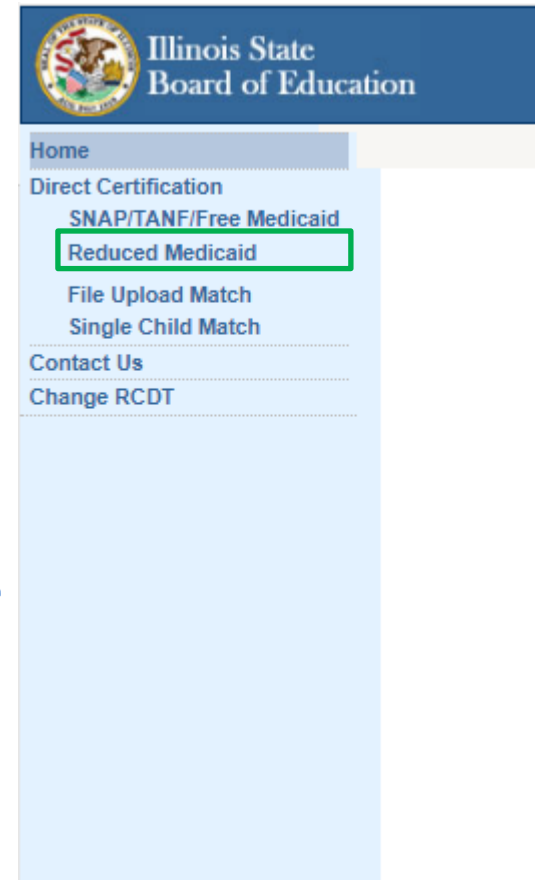 Illinois State
Board of Education
Home
Direct Certification
SNAP/TANF/Free Medicaid
Reduced Medicaid
File Upload Match
Single Child Match
Contact Us
Change RCDT